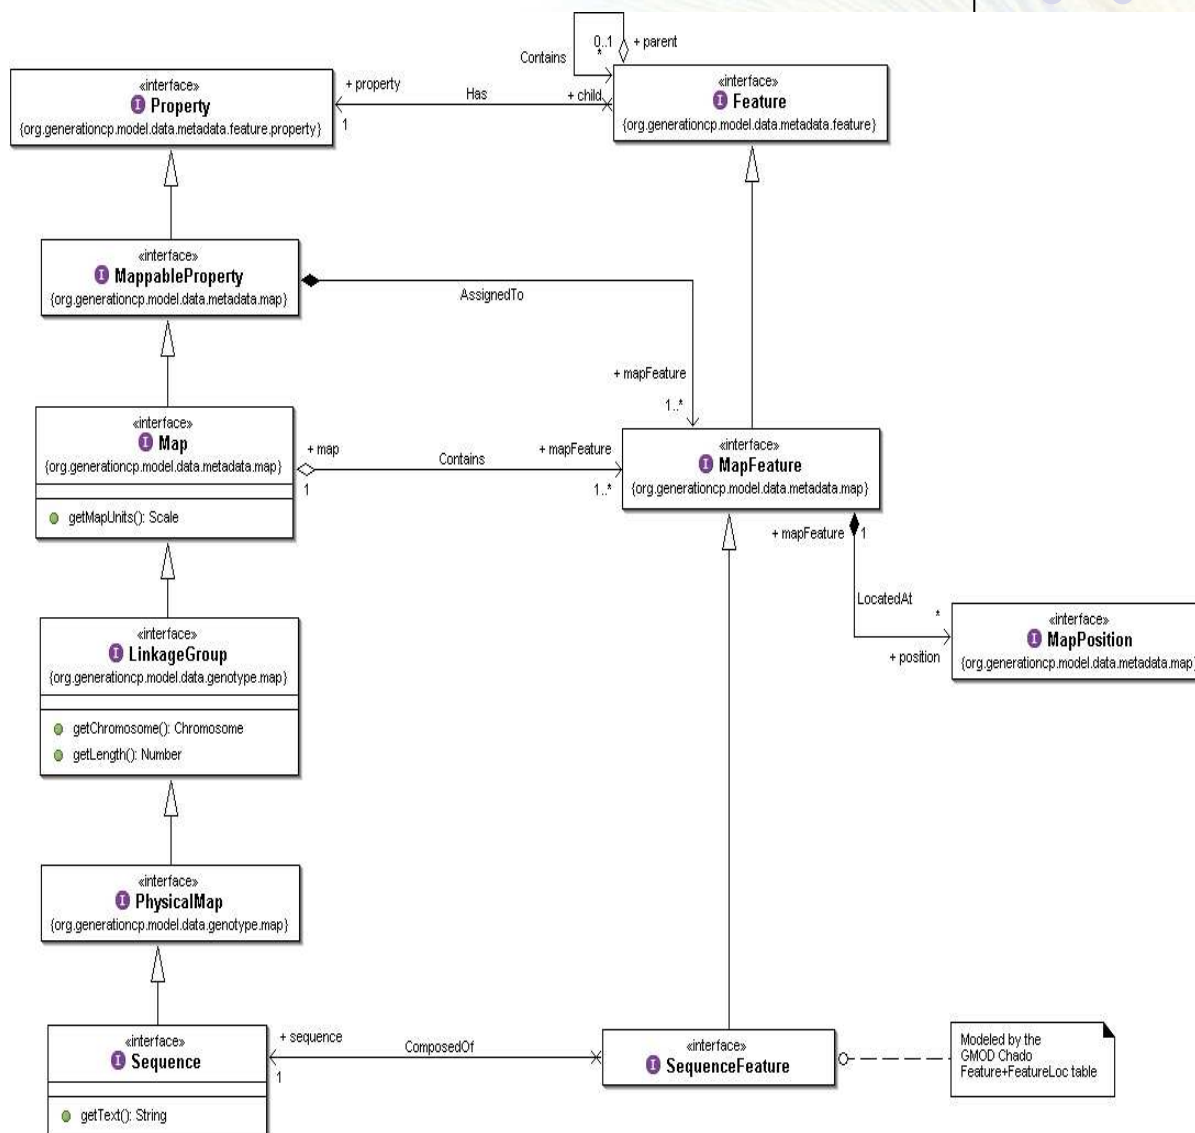 0..1
+ parent
*
Contains
«interface»
I Property
{org.generationcp.model.data.metadata.feature.property}
+ property
1
Has
+ child
«interface»
I Feature
{org.generationcp.model.data.metadata.feature}
«interface»
I MappableProperty
{org.generationcp.model.data.metadata.map}
AssignedTo
+ mapFeature
1..*
«interface»
I Map
{org.generationcp.model.data.metadata.map}
getMapUnits(): Scale
+ map
1
Contains
+ mapFeature
1..*
«interface»
I MapFeature
{org.generationcp.model.data.metadata.map}
+ mapFeature
1
LocatedAt
*
+ position
«interface»
I MapPosition
{org.generationcp.model.data.metadata.map}
«interface»
I LinkageGroup
{org.generationcp.model.data.genotype.map}
getChromosome(): Chromosome
getLength(): Number
«interface»
I PhysicalMap
{org.generationcp.model.data.genotype.map}
«interface»
I Sequence
getText(): String
+ sequence
1
ComposedOf
«interface»
I SequenceFeature
Modeled by the
GMOD Chado
Feature+FeatureLoc table